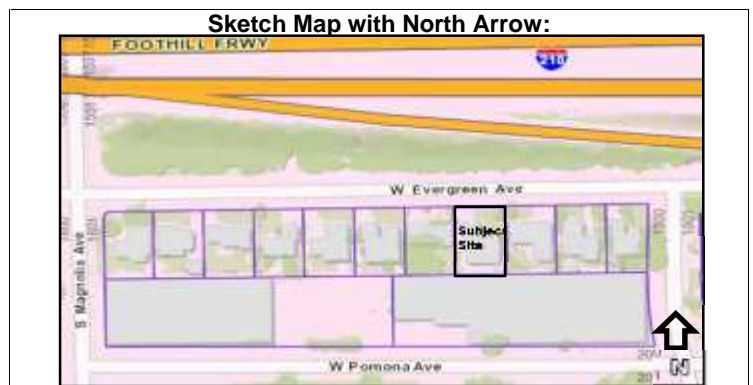 Sketch Map with North Arrow:
FOOTHILL FRWY
210
W Evergreen Ave
Subject
Site
S Magnolia Ave
W Pomona Ave
N